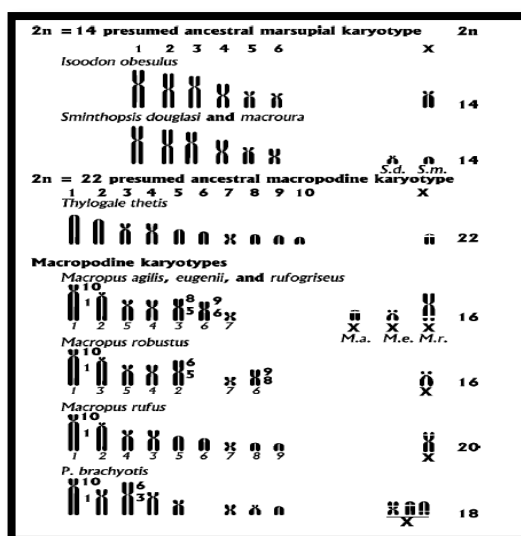 2n = 14 presumed ancestral marsupial karyotype 2n
1 2 3 4 5 6 X
Isoodon obesulus
14
Sminthopsis douglasi and macroura
14
S.d. S.m.
2n = 22 presumed ancestral macropodine karyotype
1 2 3 4 5 6 7 8 9 10 X
Thylogale thetis
22
Macropodine karyotypes
Macropus agilis, eugenii, and rufogriseus
10 8 9
1 5 6 16
1 2 5 4 3 6 7 X X X
M.a. M.e. M.r.
Macropus robustus
10 6 9
1 5 8 16
1 3 5 4 2 7 6 X
Macropus rufus
10
1 20
1 2 4 3 5 6 7 8 9 X
P. brachyotis
10 6
1 3 18
X